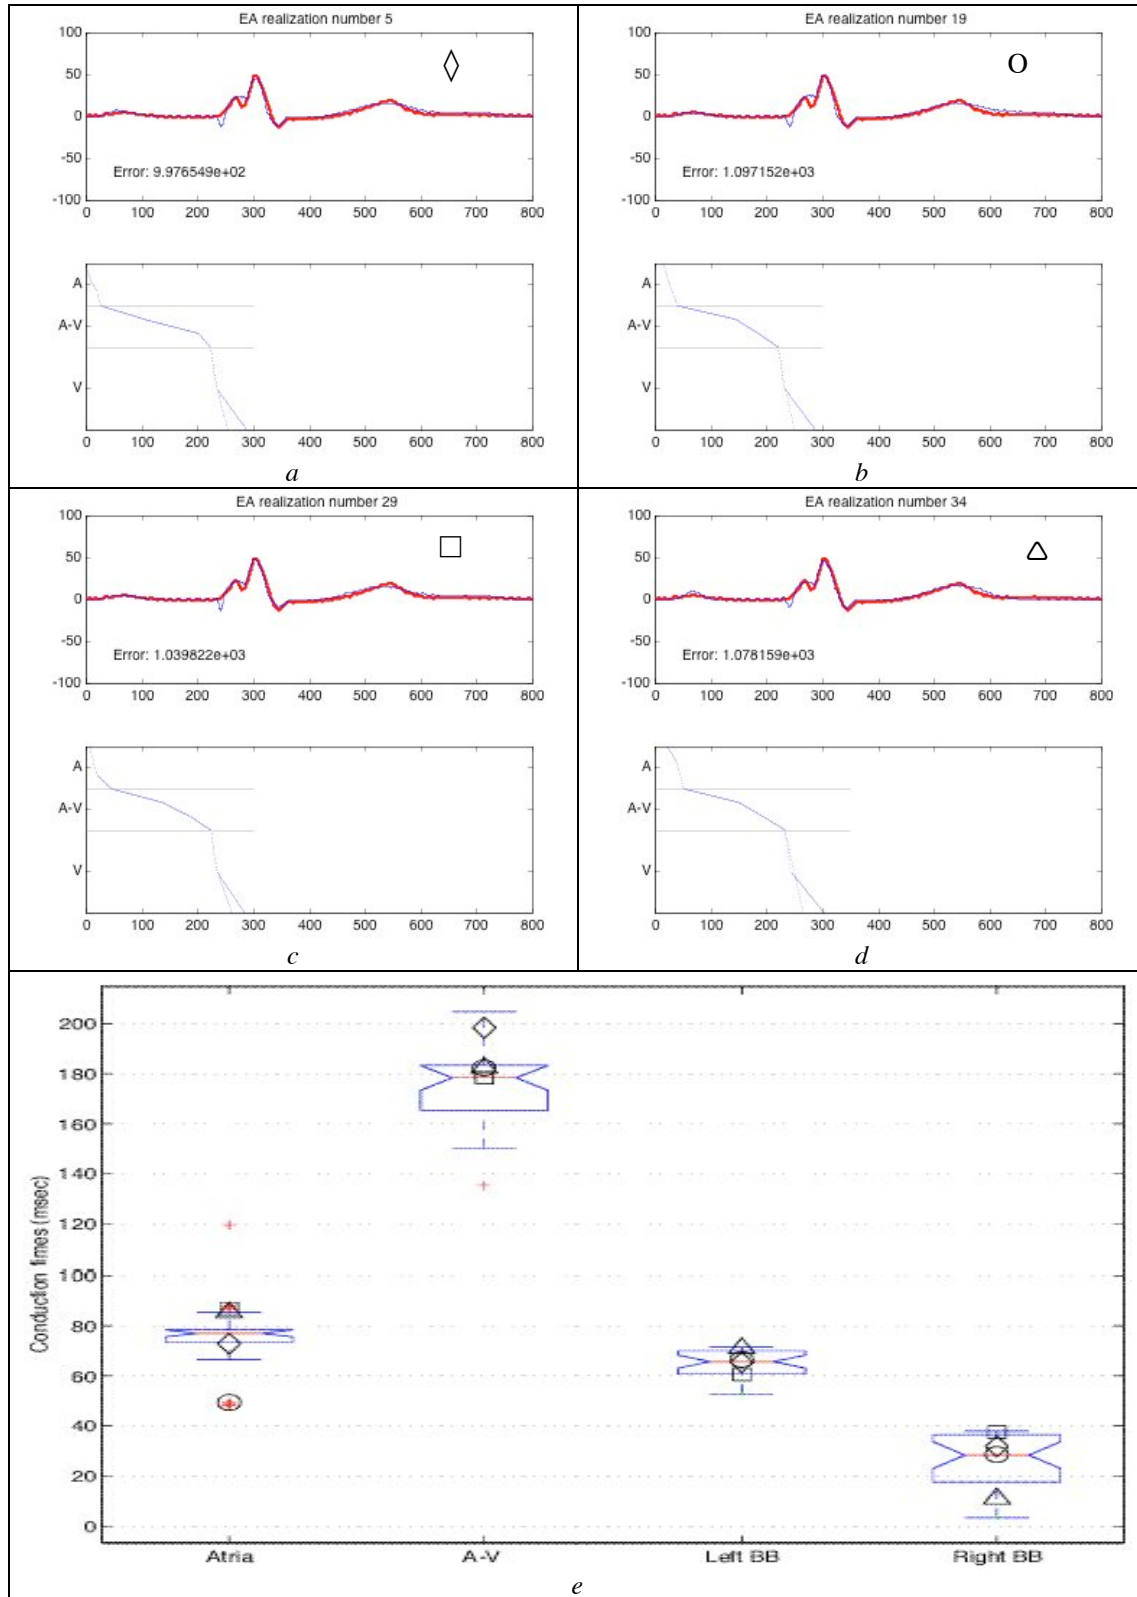 EA realization number 5
100
50
0
-50
-100
Error: 9.976549e+02
0 100 200 300 400 500 600 700 800
A
A-V
V
0 100 200 300 400 500 600 700 800
a
EA realization number 19
O
100
50
0
-50
-100
Error: 1.097152e+03
0 100 200 300 400 500 600 700 800
A
A-V
V
0 100 200 300 400 500 600 700 800
b
EA realization number 29
100
50
0
-50
-100
Error: 1.039822e+03
0 100 200 300 400 500 600 700 800
A
A-V
V
0 100 200 300 400 500 600 700 800
c
EA realization number 34
100
50
0
-50
-100
Error: 1.078159e+03
0 100 200 300 400 500 600 700 800
A
A-V
V
0 100 200 300 400 500 600 700 800
d
Conduction times (msec)
200
180
160
140
120
100
80
60
40
20
0
Atria A-V Left BB Right BB
e